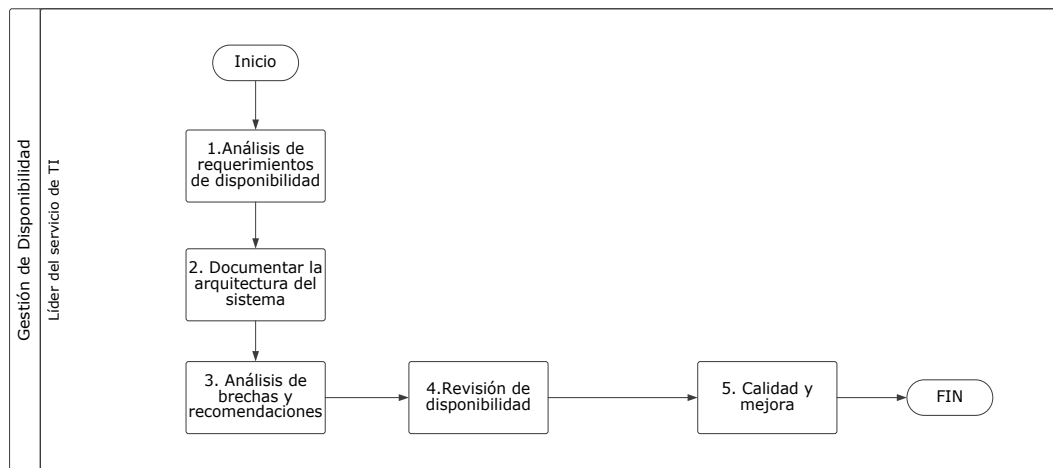 Gestión de Disponibilidad
Líder del servicio de TI
Inicio
1.Análisis de
requerimientos
de disponibilidad
2. Documentar la
arquitectura del
sistema
3. Análisis de
brechas y
recomendaciones
4.Revisión de
disponibilidad
5. Calidad y
mejora
FIN